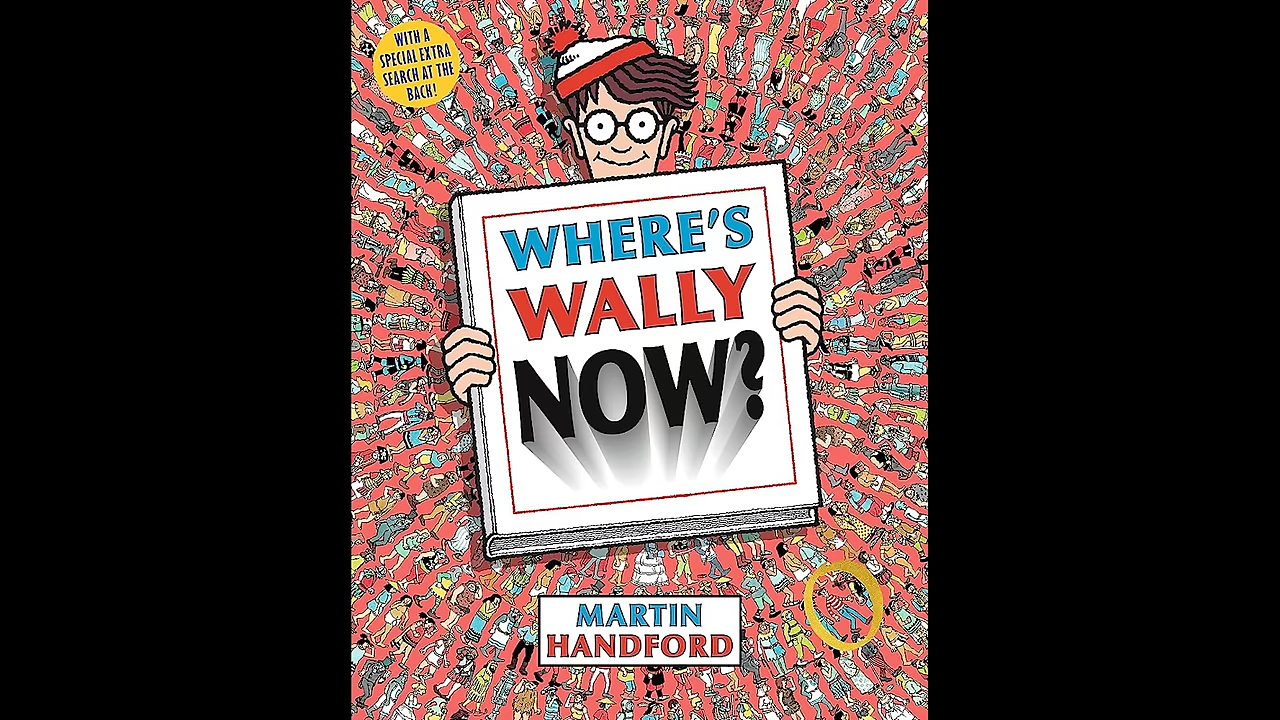 WITH A
SPECIAL EXTRA
SEARCH AT THE
BACK!
WHERE'S
WALLY
NOW?
MARTIN
HANDFORD